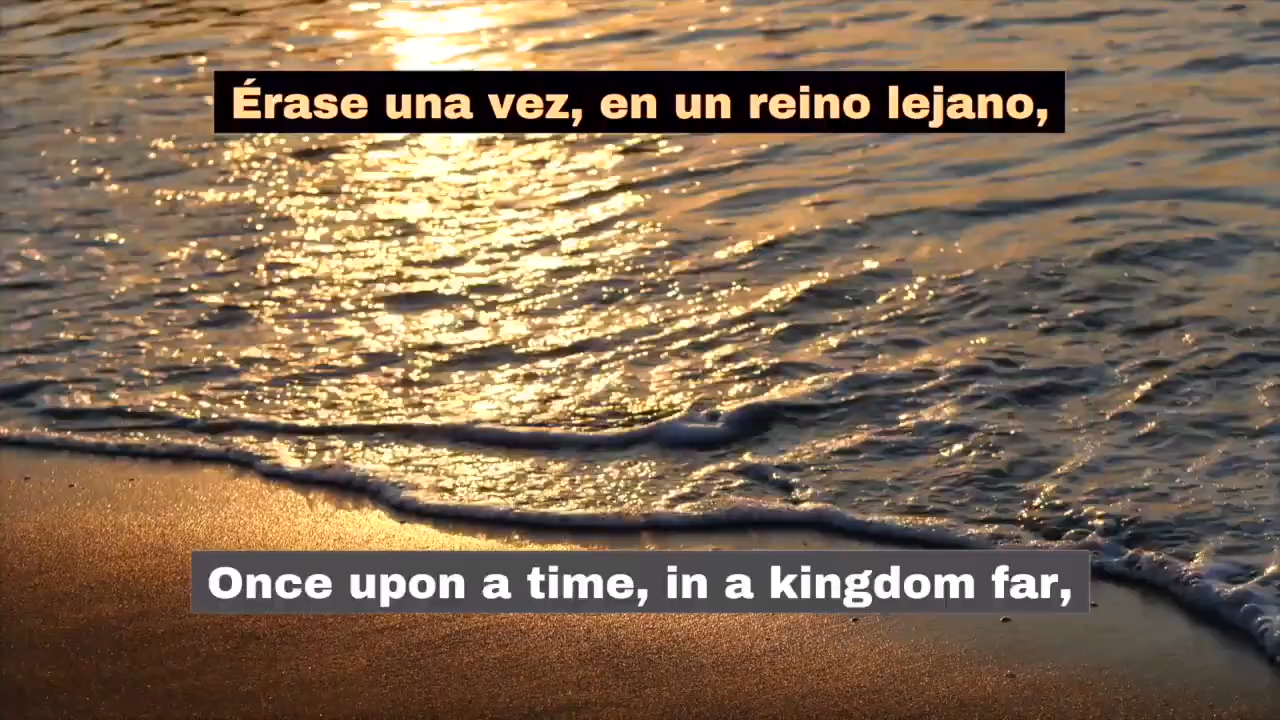 Érase una vez, en un reino lejano,
Once upon a time, in a kingdom far,